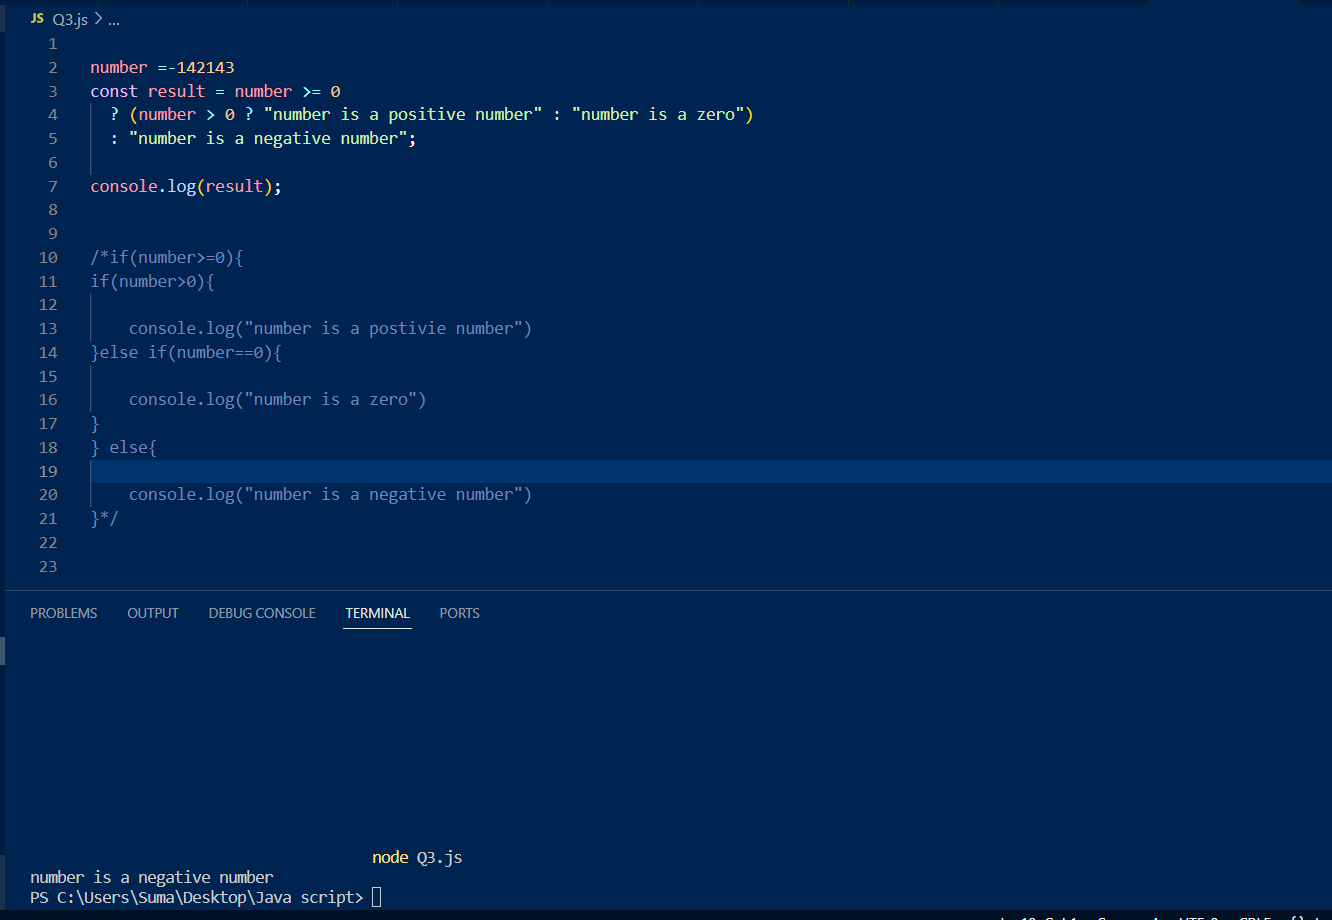 JS Q3.js > ...
1
2 number =-142143
3 const result = number >= 0
4 ? (number > 0 ? "number is a positive number" : "number is a zero")
5 : "number is a negative number";
6
7 console.log(result);
8
9
10 /*if(number>=0){
11 if(number>0){
12
13 console.log("number is a postivie number")
14 }else if(number==0){
15
16 console.log("number is a zero")
17 }
18 } else{
19
20 console.log("number is a negative number")
21 }*/
22
23
PROBLEMS OUTPUT DEBUG CONSOLE TERMINAL PORTS
node Q3.js
number is a negative number
PS C:\Users\Suma\Desktop\Java script>